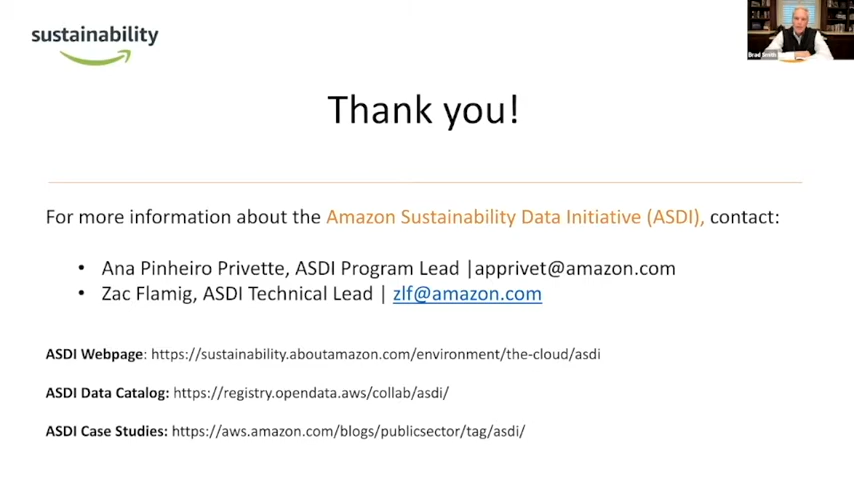 sustainability
Brad Smith
Thank you!
For more information about the Amazon Sustainability Data Initiative (ASDI), contact:
• Ana Pinheiro Privette, ASDI Program Lead |apprivet@amazon.com
• Zac Flamig, ASDI Technical Lead | zlf@amazon.com
ASDI Webpage: https://sustainability.aboutamazon.com/environment/the-cloud/asdi
ASDI Data Catalog: https://registry.opendata.aws/collab/asdi/
ASDI Case Studies: https://aws.amazon.com/blogs/publicsector/tag/asdi/